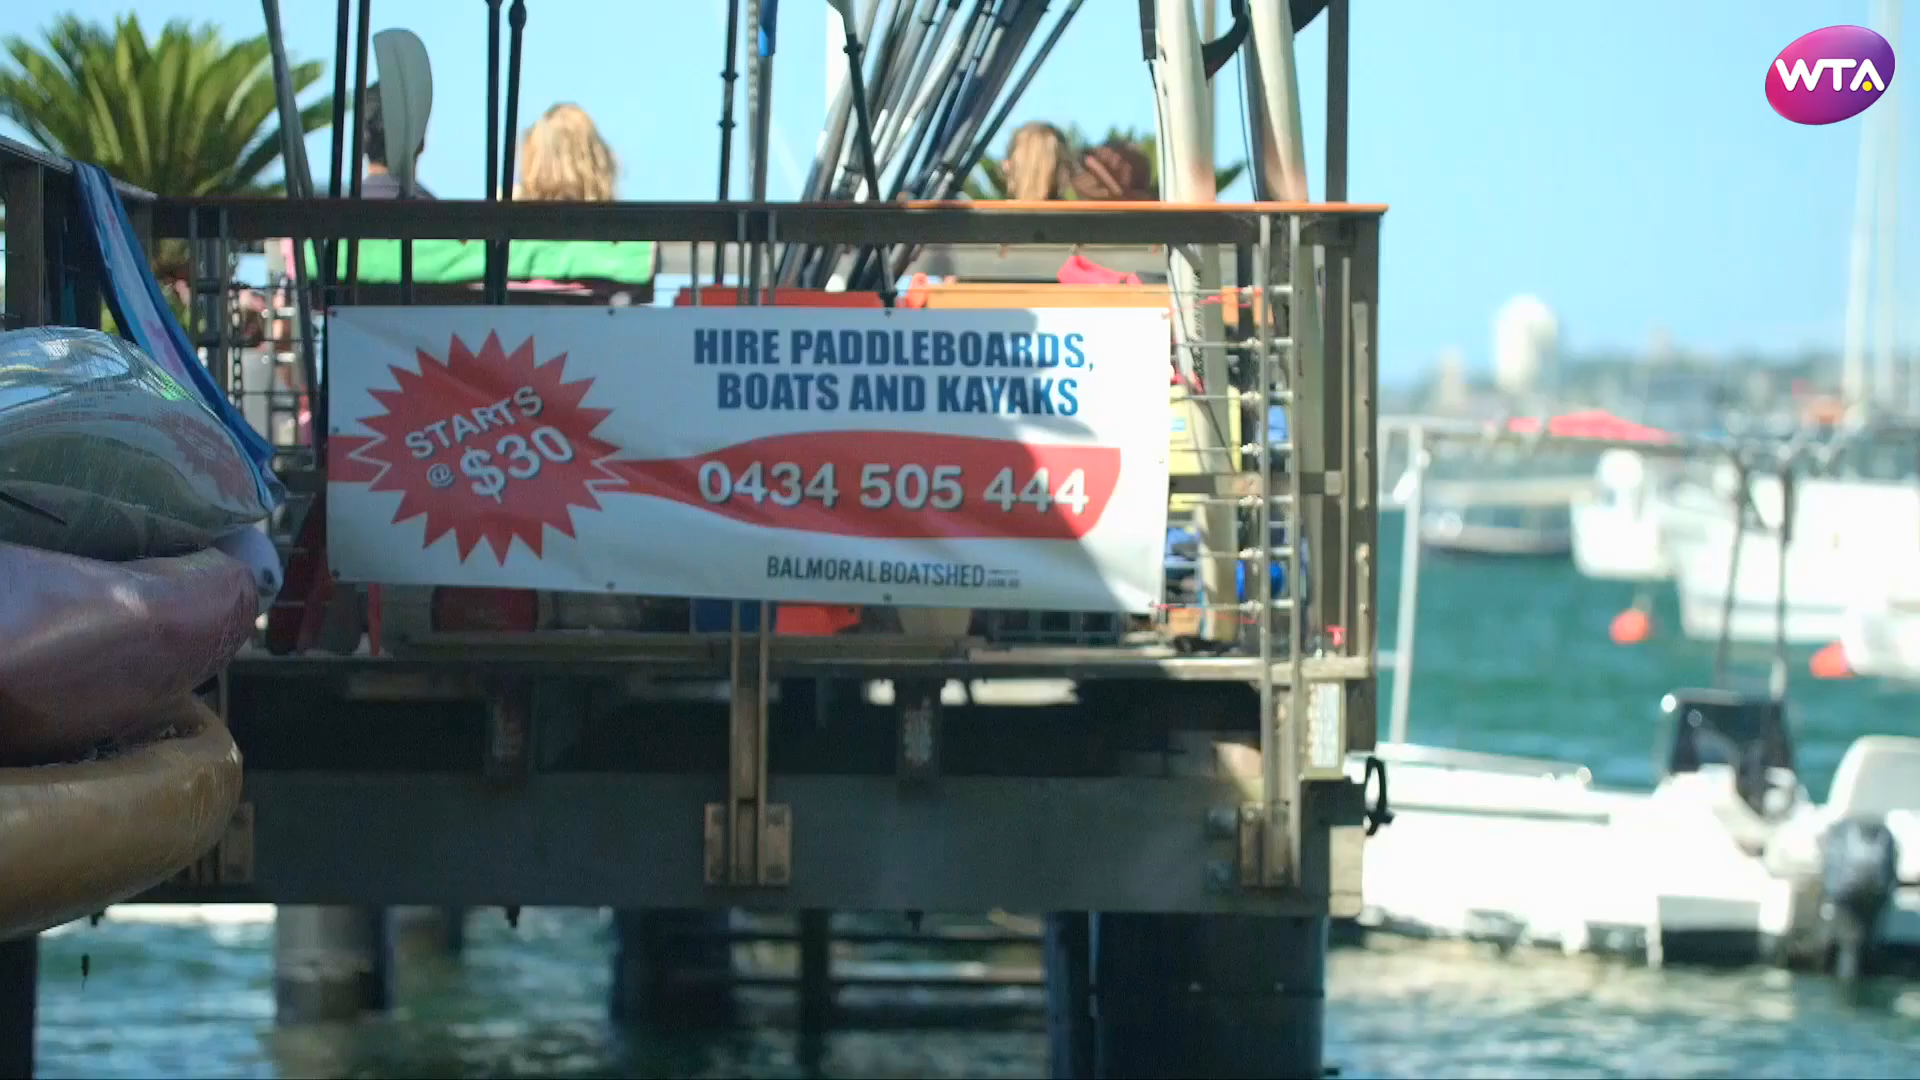 WTA
HIRE PADDLEBOARDS,
BOATS AND KAYAKS
STARTS
@ $30
0434 505 444
BALMORALBOATSHED